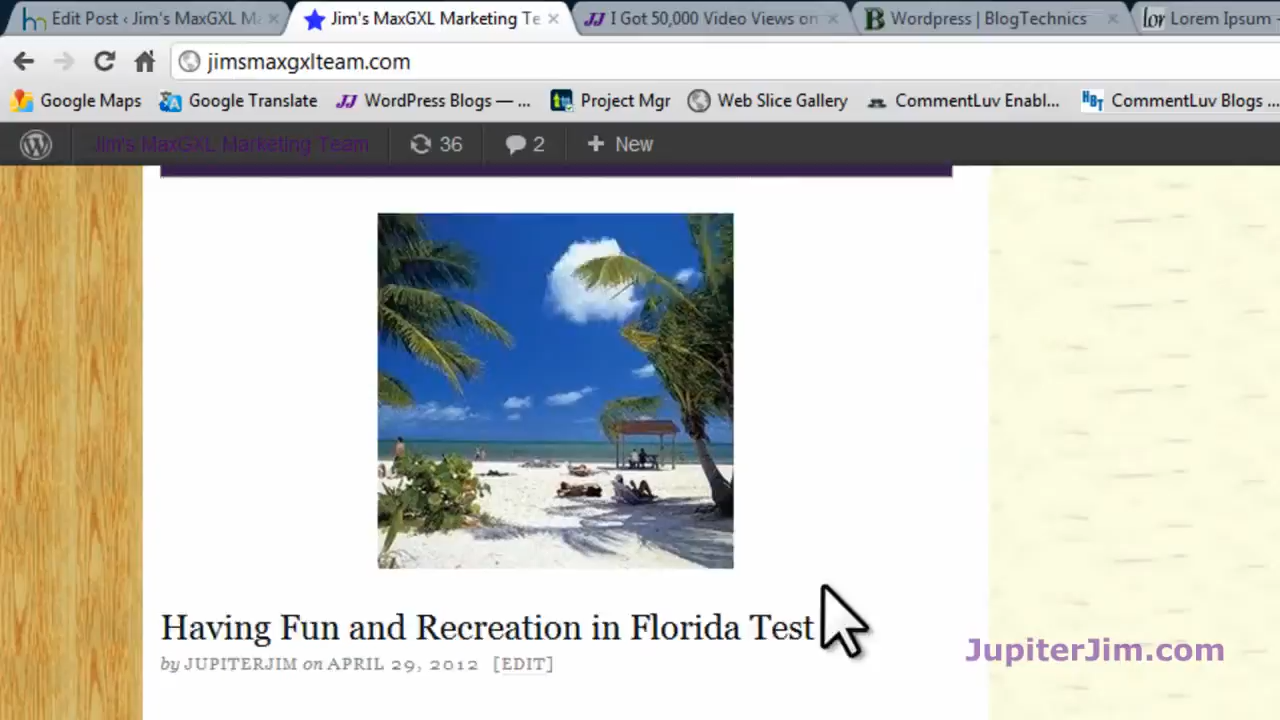 Edit Post ‹ Jim's MaxGXL Ma
Jim's MaxGXL Marketing Te
I Got 50,000 Video Views on
Wordpress | BlogTechnics
Lorem Ipsum -
jimsmaxgxlteam.com
Google Maps
Google Translate
WordPress Blogs — ...
Project Mgr
Web Slice Gallery
CommentLuv Enabl...
CommentLuv Blogs ...
Jim's MaxGXL Marketing Team
36
2
+ New
Having Fun and Recreation in Florida Test
by JUPITERJIM on APRIL 29, 2012 [EDIT]
JupiterJim.com